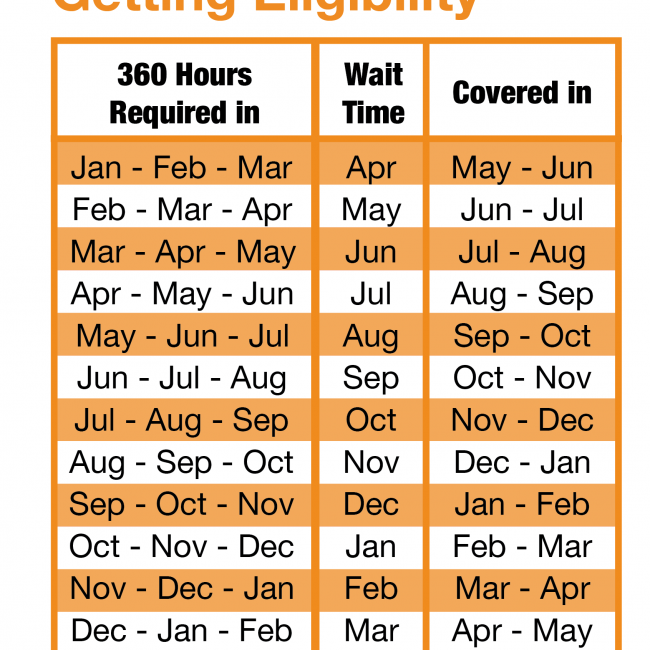 Getting Eligibility
360 Hours Required in Wait Time Covered in
Jan - Feb - Mar Apr May - Jun
Feb - Mar - Apr May Jun - Jul
Mar - Apr - May Jun Jul - Aug
Apr - May - Jun Jul Aug - Sep
May - Jun - Jul Aug Sep - Oct
Jun - Jul - Aug Sep Oct - Nov
Jul - Aug - Sep Oct Nov - Dec
Aug - Sep - Oct Nov Dec - Jan
Sep - Oct - Nov Dec Jan - Feb
Oct - Nov - Dec Jan Feb - Mar
Nov - Dec - Jan Feb Mar - Apr
Dec - Jan - Feb Mar Apr - May